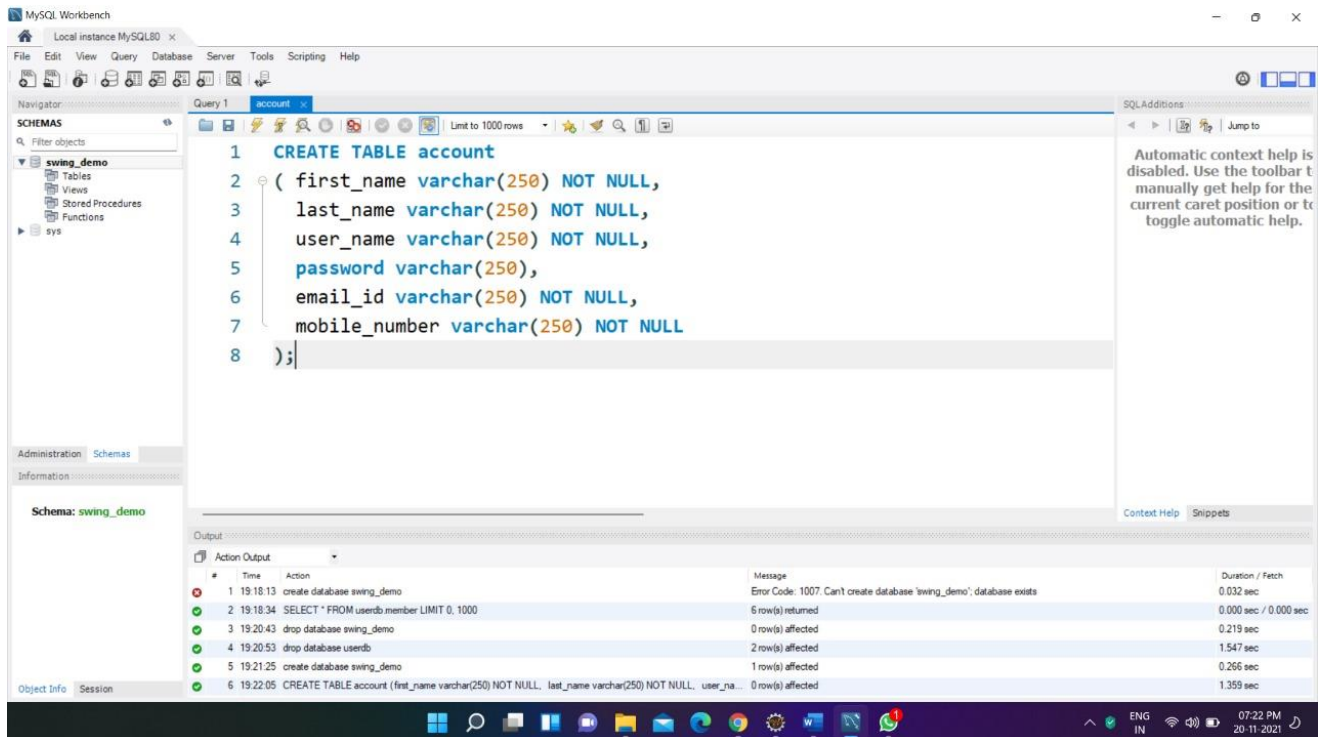 MySQL Workbench
Local instance MySQL80 ×
File Edit View Query Database Server Tools Scripting Help
Navigator
SCHEMAS
Filter objects
swing_demo
Tables
Views
Stored Procedures
Functions
sys
Administration Schemas
Information
Schema: swing_demo
Object Info Session
Query 1 account ×
Limit to 1000 rows
1 CREATE TABLE account
2 ( first_name varchar(250) NOT NULL,
3 last_name varchar(250) NOT NULL,
4 user_name varchar(250) NOT NULL,
5 password varchar(250),
6 email_id varchar(250) NOT NULL,
7 mobile_number varchar(250) NOT NULL
8 );
SQLAdditions
Jump to
Automatic context help is
disabled. Use the toolbar t
manually get help for the
current caret position or to
toggle automatic help.
Context Help Snippets
Output
Action Output
# Time Action Message Duration / Fetch
1 19:18:13 create database swing_demo Error Code: 1007. Can't create database 'swing_demo'; database exists 0.032 sec
2 19:18:34 SELECT * FROM userdb.member LIMIT 0, 1000 6 row(s) returned 0.000 sec / 0.000 sec
3 19:20:43 drop database swing_demo 0 row(s) affected 0.219 sec
4 19:20:53 drop database userdb 2 row(s) affected 1.547 sec
5 19:21:25 create database swing_demo 1 row(s) affected 0.266 sec
6 19:22:05 CREATE TABLE account (first_name varchar(250) NOT NULL, last_name varchar(250) NOT NULL, user_na... 0 row(s) affected 1.359 sec
ENG
IN
07:22 PM
20-11-2021